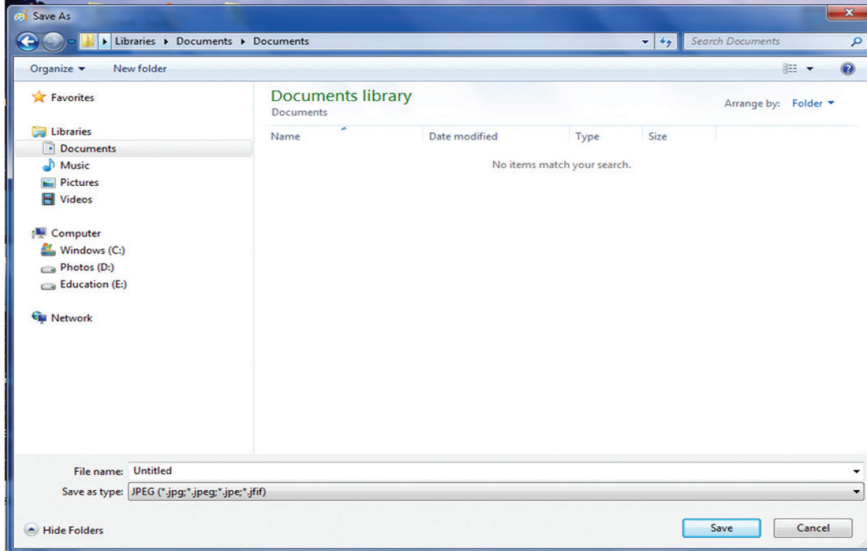 Save As
Libraries Documents Documents
Search Documents
Organize New folder
Favorites
Libraries
Documents
Music
Pictures
Videos
Computer
Windows (C:)
Photos (D:)
Education (E:)
Network
Documents library
Documents
Arrange by: Folder
Name Date modified Type Size
No items match your search.
File name: Untitled
Save as type: JPEG (*.jpg;*.jpeg;*.jpe;*.jfif)
Hide Folders Save Cancel